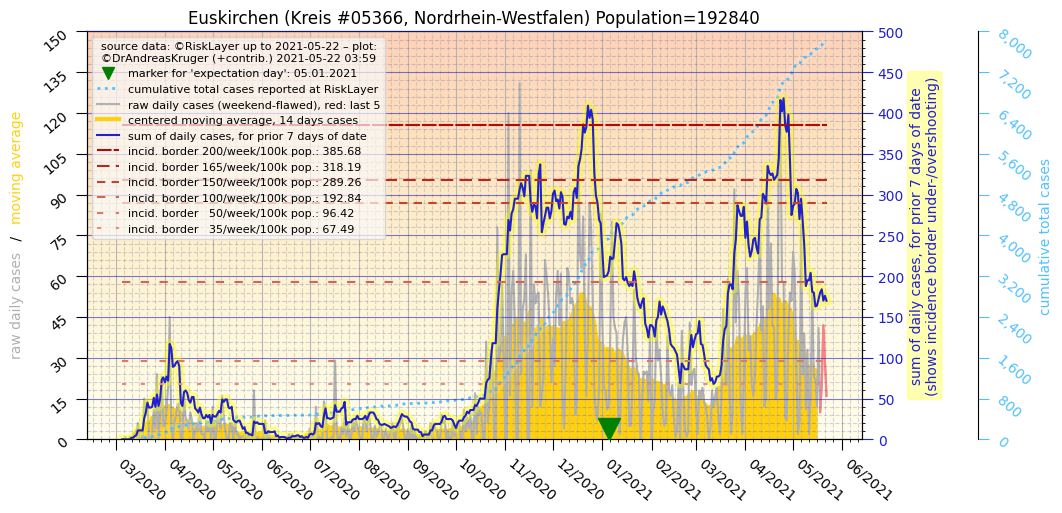 Euskirchen (Kreis #05366, Nordrhein-Westfalen) Population=192840
source data: ©RiskLayer up to 2021-05-22 – plot:
©DrAndreasKruger (+contrib.) 2021-05-22 03:59
marker for 'expectation day': 05.01.2021
cumulative total cases reported at RiskLayer
raw daily cases (weekend-flawed), red: last 5
centered moving average, 14 days cases
sum of daily cases, for prior 7 days of date
incid. border 200/week/100k pop.: 385.68
incid. border 165/week/100k pop.: 318.19
incid. border 150/week/100k pop.: 289.26
incid. border 100/week/100k pop.: 192.84
incid. border 50/week/100k pop.: 96.42
incid. border 35/week/100k pop.: 67.49
raw daily cases / moving average
150
135
120
105
90
75
60
45
30
15
0
03/2020
04/2020
05/2020
06/2020
07/2020
08/2020
09/2020
10/2020
11/2020
12/2020
01/2021
02/2021
03/2021
04/2021
05/2021
06/2021
500
450
400
350
300
250
200
150
100
50
0
sum of daily cases, for prior 7 days of date
(shows incidence border under-/overshooting)
8,000
7,200
6,400
5,600
4,800
4,000
3,200
2,400
1,600
800
0
cumulative total cases